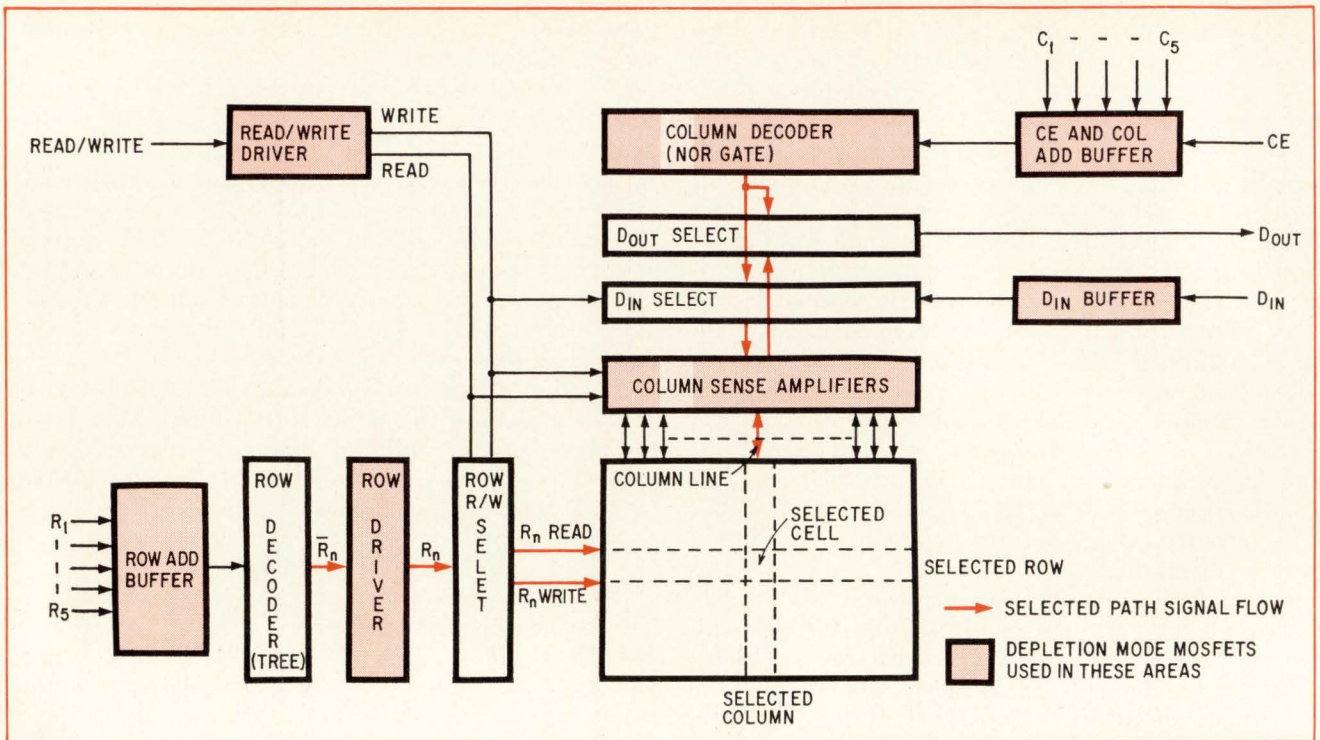 C1 - - - C5
READ/WRITE
READ/WRITE
DRIVER
WRITE
READ
COLUMN DECODER
(NOR GATE)
CE AND COL
ADD BUFFER
CE
DOUT SELECT
DOUT
DIN SELECT
DIN BUFFER
DIN
COLUMN SENSE AMPLIFIERS
COLUMN LINE
R1
R5
ROW ADD
BUFFER
ROW
DECODER
(TREE)
R̅n
ROW
DRIVER
Rn
ROW
R/W
SELET
Rn READ
Rn WRITE
SELECTED
CELL
SELECTED ROW
SELECTED
COLUMN
SELECTED PATH SIGNAL FLOW
DEPLETION MODE MOSFETS
USED IN THESE AREAS